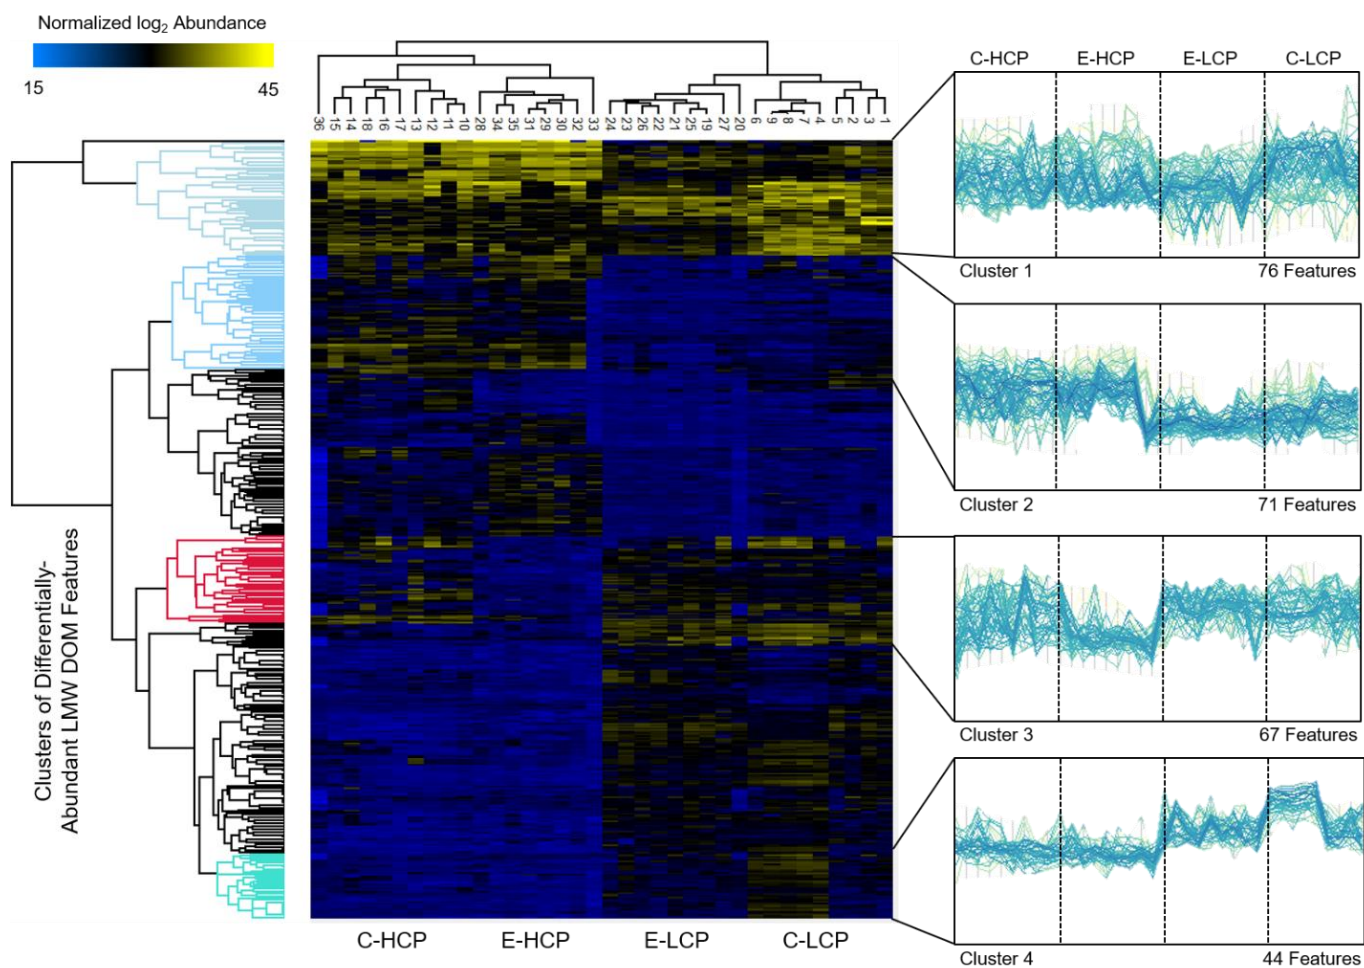 Normalized log₂ Abundance
15 45
36 15 14 18 16 17 13 12 11 10 28 34 35 31 29 30 32 33 24 23 26 22 21 25 19 27 20 6 9 8 7 4 5 2 3 1
C-HCP E-HCP E-LCP C-LCP
Cluster 1 76 Features
Cluster 2 71 Features
Cluster 3 67 Features
Cluster 4 44 Features
Clusters of Differentially-
Abundant LMW DOM Features
C-HCP E-HCP E-LCP C-LCP